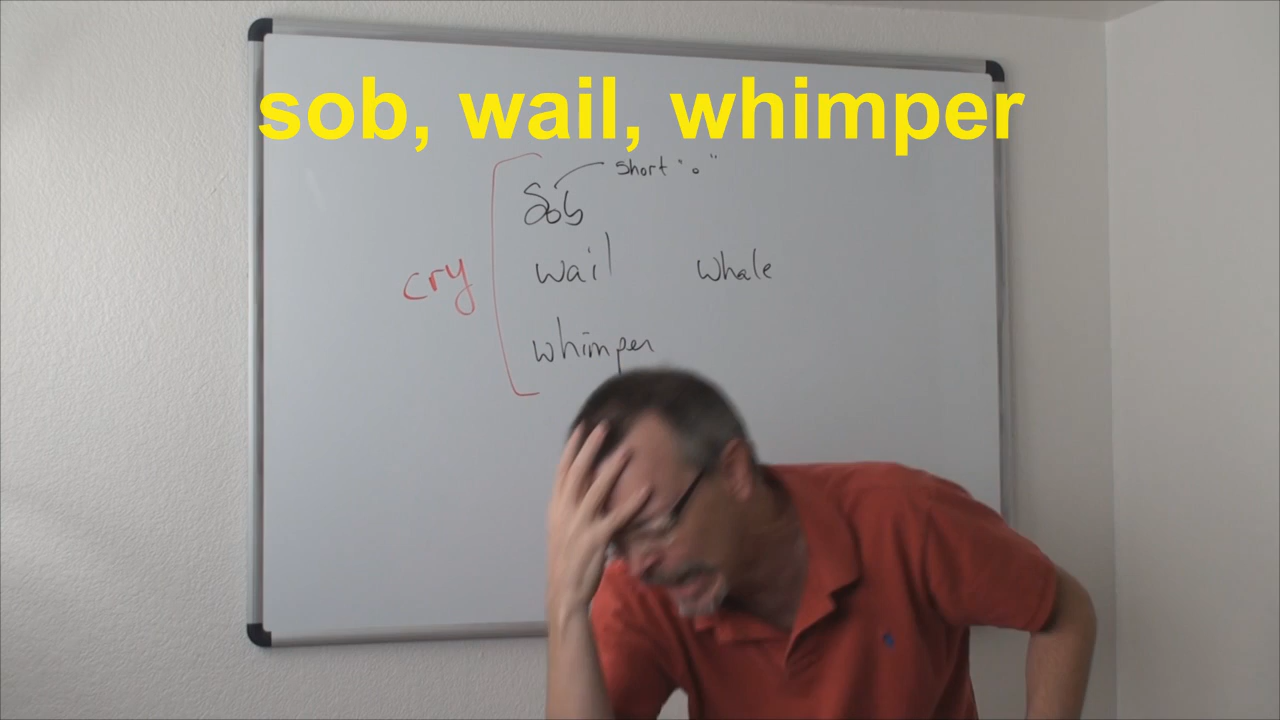 sob, wail, whimper
short "o"
Sob
cry
wail whale
whimper